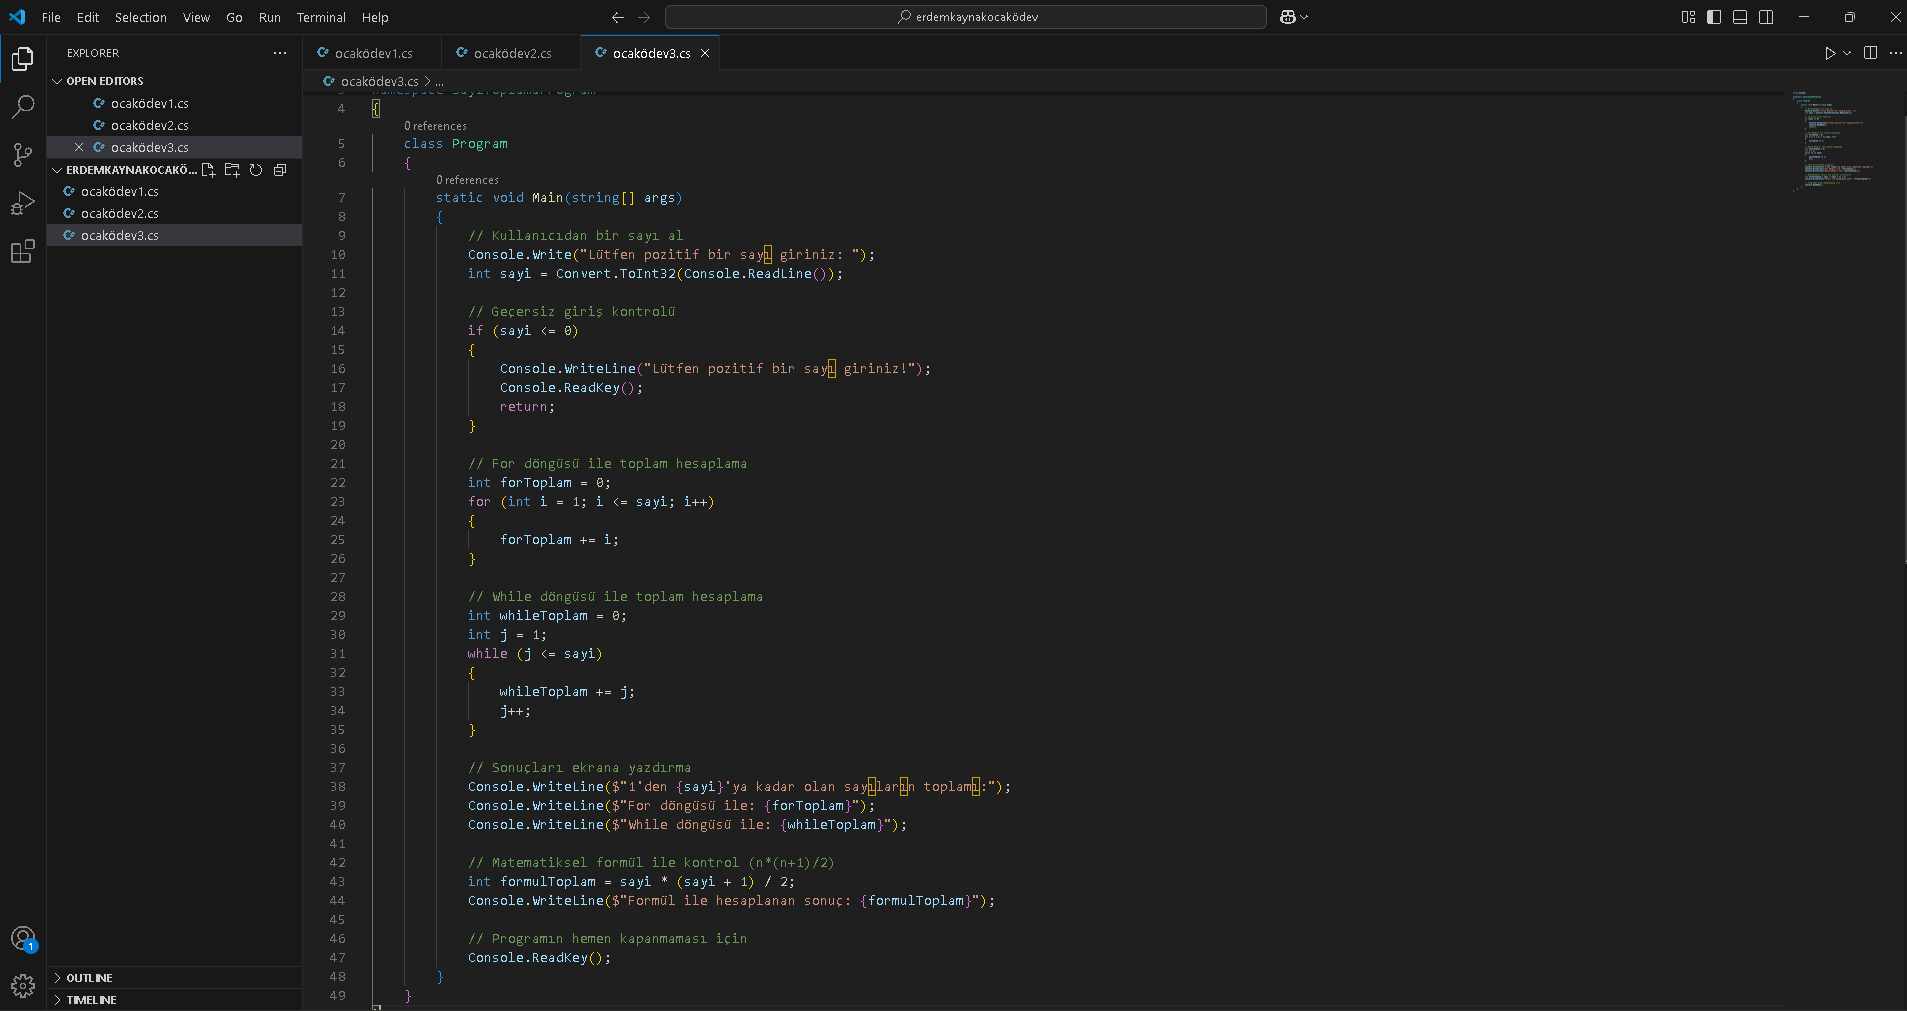 File Edit Selection View Go Run Terminal Help
erdemkaynakocaködev
EXPLORER
OPEN EDITORS
ocaködev1.cs
ocaködev2.cs
ocaködev3.cs
ERDEMKAYNAKOCAKÖ...
ocaködev1.cs
ocaködev2.cs
ocaködev3.cs
OUTLINE
TIMELINE
1
ocaködev1.cs ocaködev2.cs ocaködev3.cs
ocaködev3.cs > ...
4 {
0 references
5 class Program
6 {
0 references
7 static void Main(string[] args)
8 {
9 // Kullanıcıdan bir sayı al
10 Console.Write("Lütfen pozitif bir sayı giriniz: ");
11 int sayi = Convert.ToInt32(Console.ReadLine());
12
13 // Geçersiz giriş kontrolü
14 if (sayi <= 0)
15 {
16 Console.WriteLine("Lütfen pozitif bir sayı giriniz!");
17 Console.ReadKey();
18 return;
19 }
20
21 // For döngüsü ile toplam hesaplama
22 int forToplam = 0;
23 for (int i = 1; i <= sayi; i++)
24 {
25 forToplam += i;
26 }
27
28 // While döngüsü ile toplam hesaplama
29 int whileToplam = 0;
30 int j = 1;
31 while (j <= sayi)
32 {
33 whileToplam += j;
34 j++;
35 }
36
37 // Sonuçları ekrana yazdırma
38 Console.WriteLine($"1'den {sayi}'ya kadar olan sayıların toplamı:");
39 Console.WriteLine($"For döngüsü ile: {forToplam}");
40 Console.WriteLine($"While döngüsü ile: {whileToplam}");
41
42 // Matematiksel formül ile kontrol (n*(n+1)/2)
43 int formulToplam = sayi * (sayi + 1) / 2;
44 Console.WriteLine($"Formül ile hesaplanan sonuç: {formulToplam}");
45
46 // Programın hemen kapanmaması için
47 Console.ReadKey();
48 }
49 }